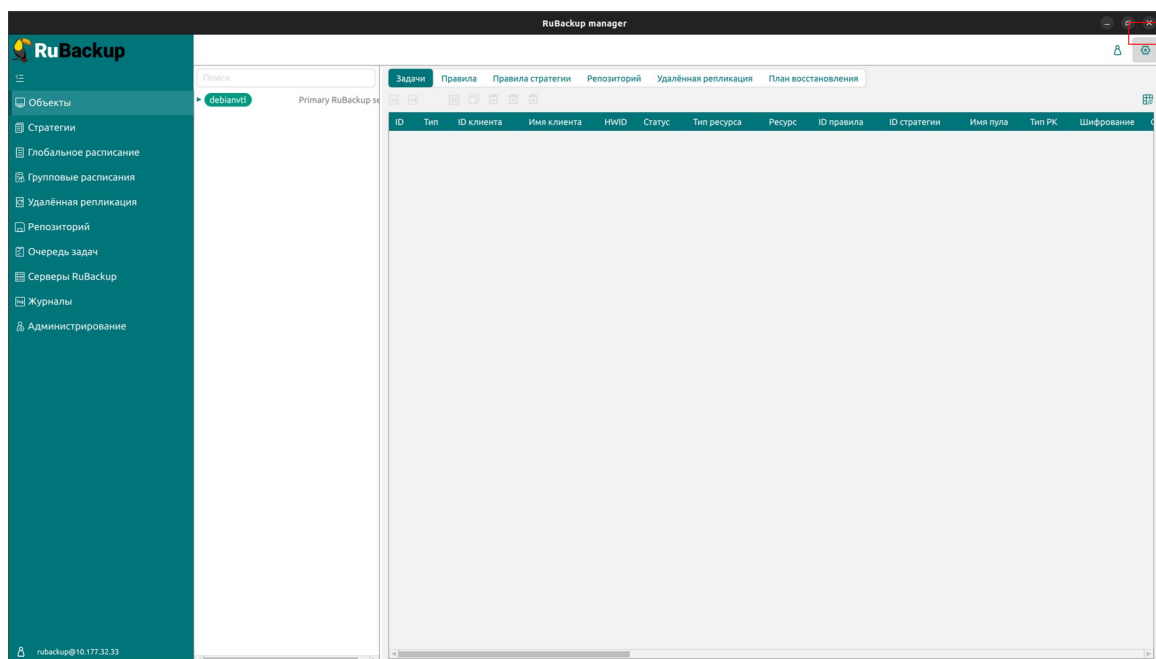 RuBackup manager
RuBackup
Объекты
Стратегии
Глобальное расписание
Групповые расписания
Удалённая репликация
Репозиторий
Очередь задач
Серверы RuBackup
Журналы
Администрирование
rubackup@10.177.32.33
Поиск
debianvtl Primary RuBackup se
Задачи Правила Правила стратегии Репозиторий Удалённая репликация План восстановления
ID Тип ID клиента Имя клиента HWID Статус Тип ресурса Ресурс ID правила ID стратегии Имя пула Тип РК Шифрование